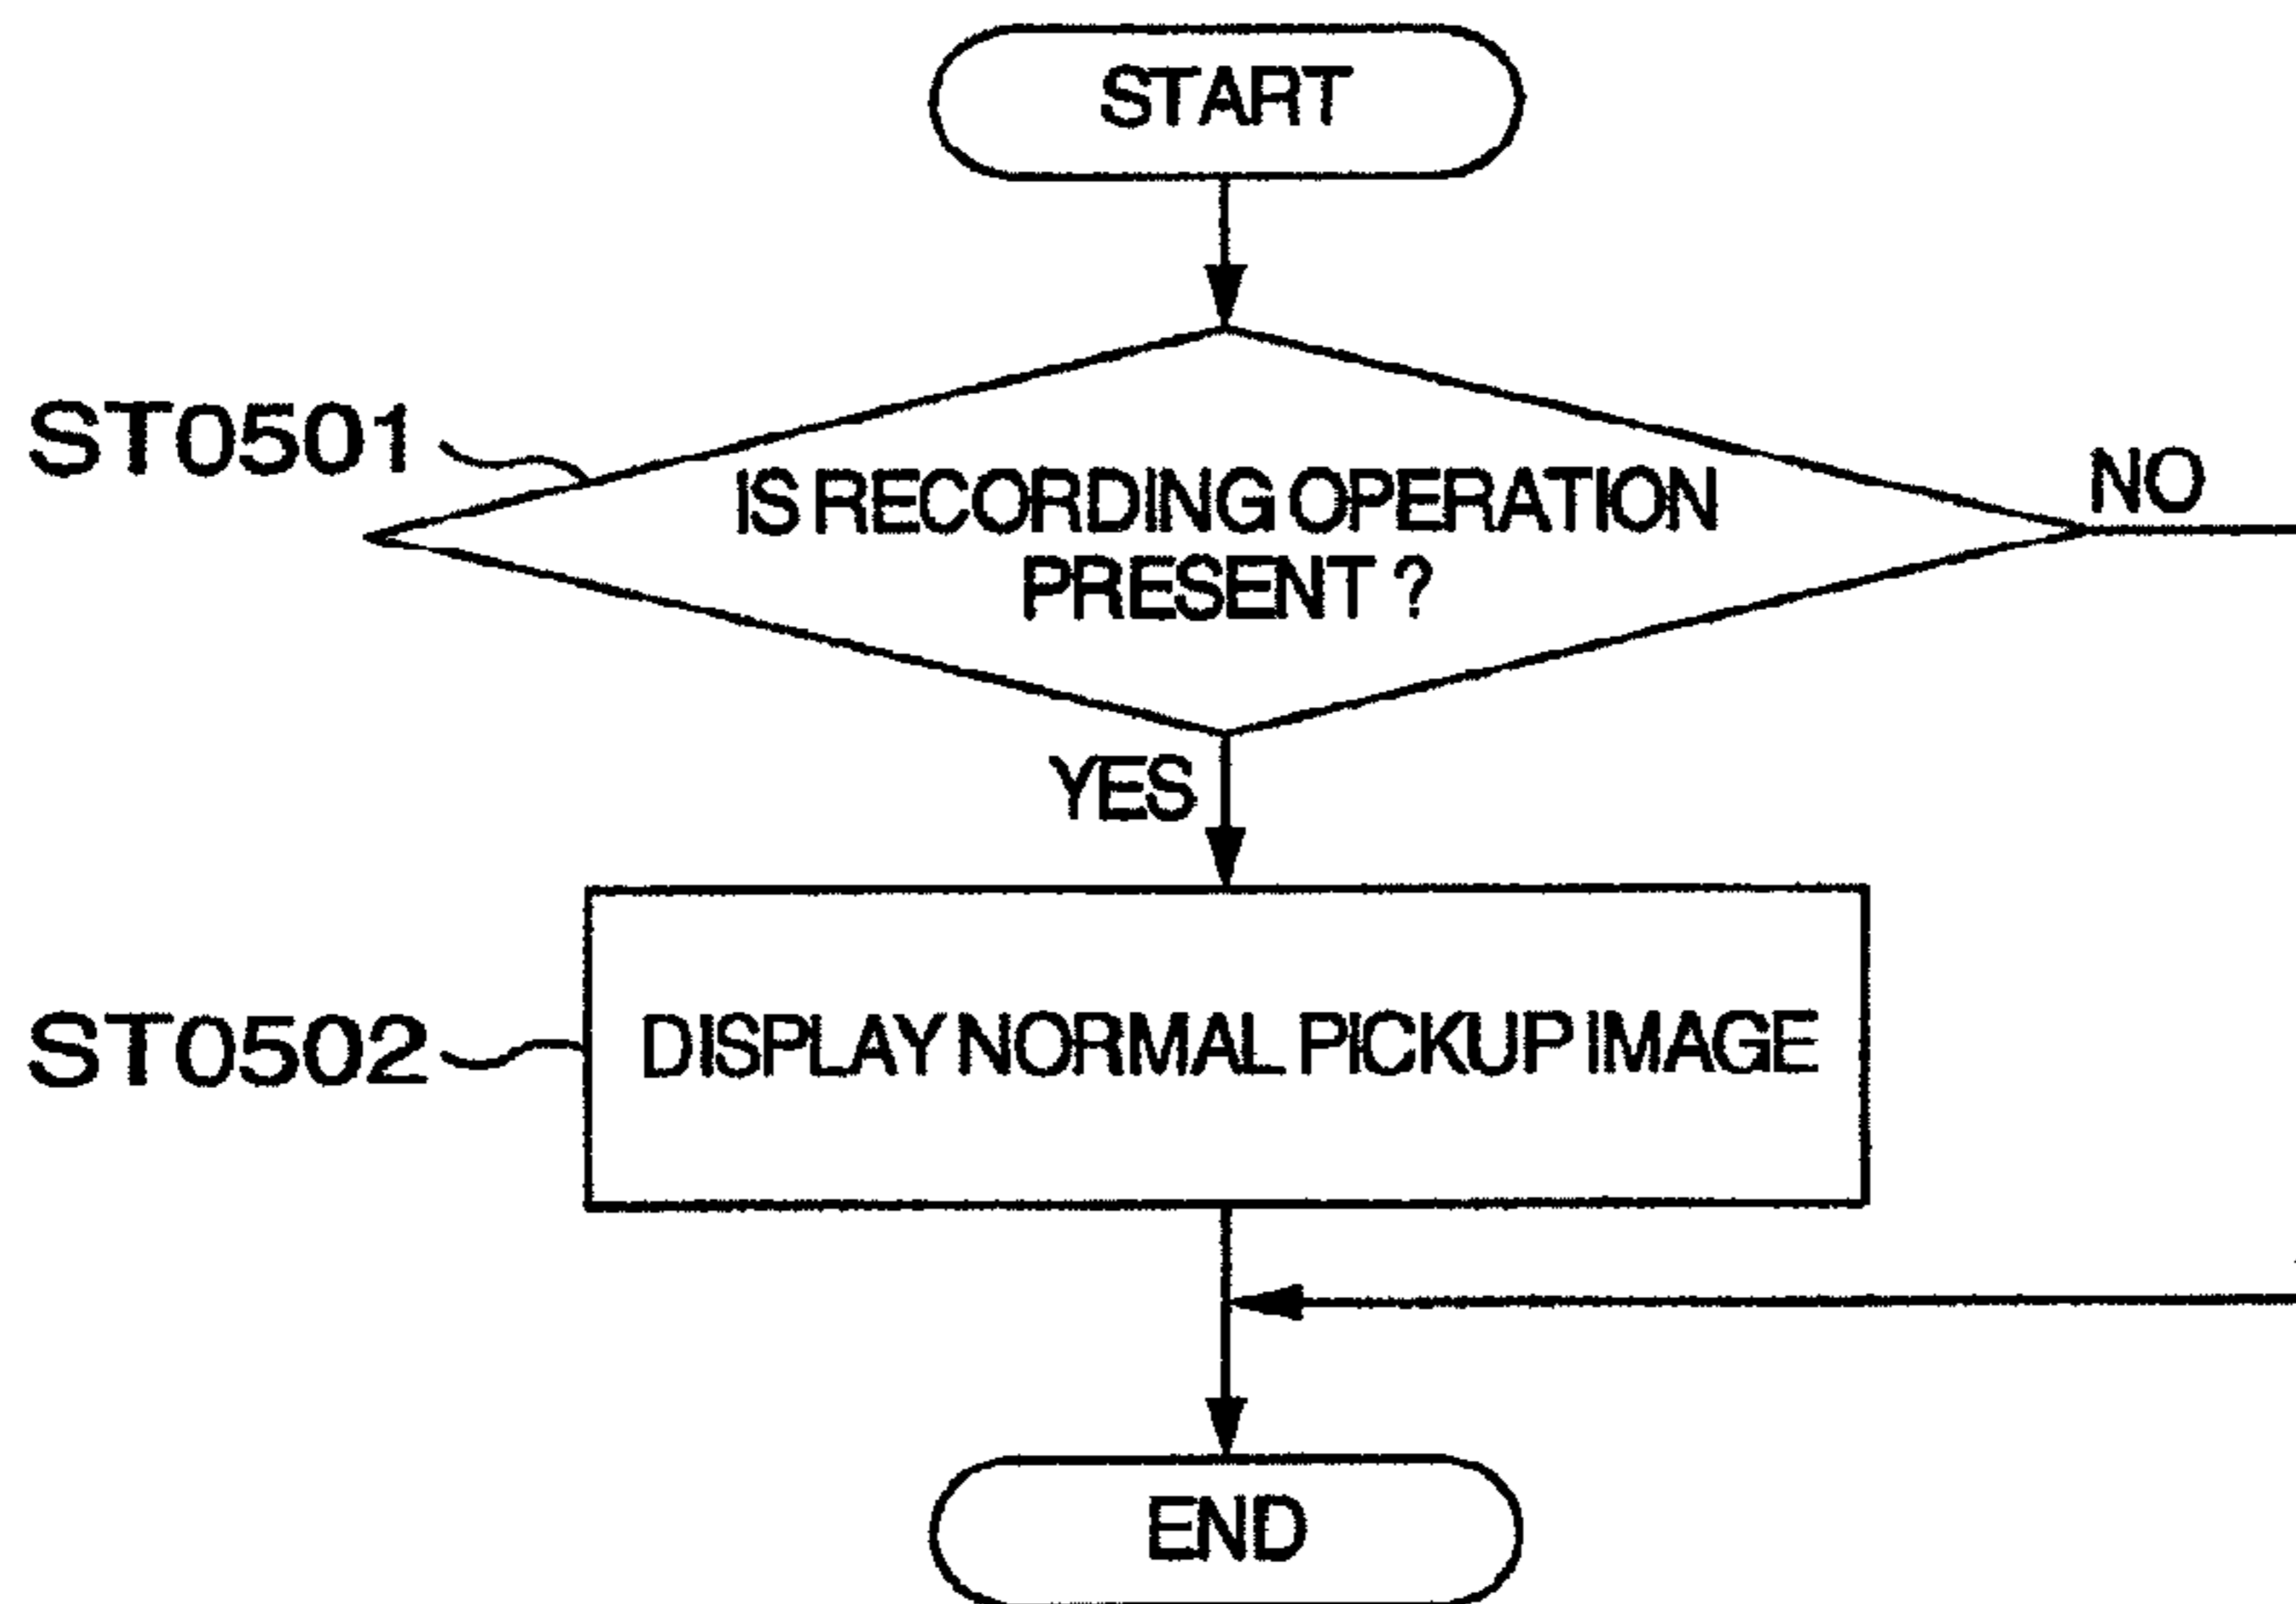 START
ST0501
IS RECORDING OPERATION
PRESENT ?
NO
YES
ST0502
DISPLAY NORMAL PICKUP IMAGE
END